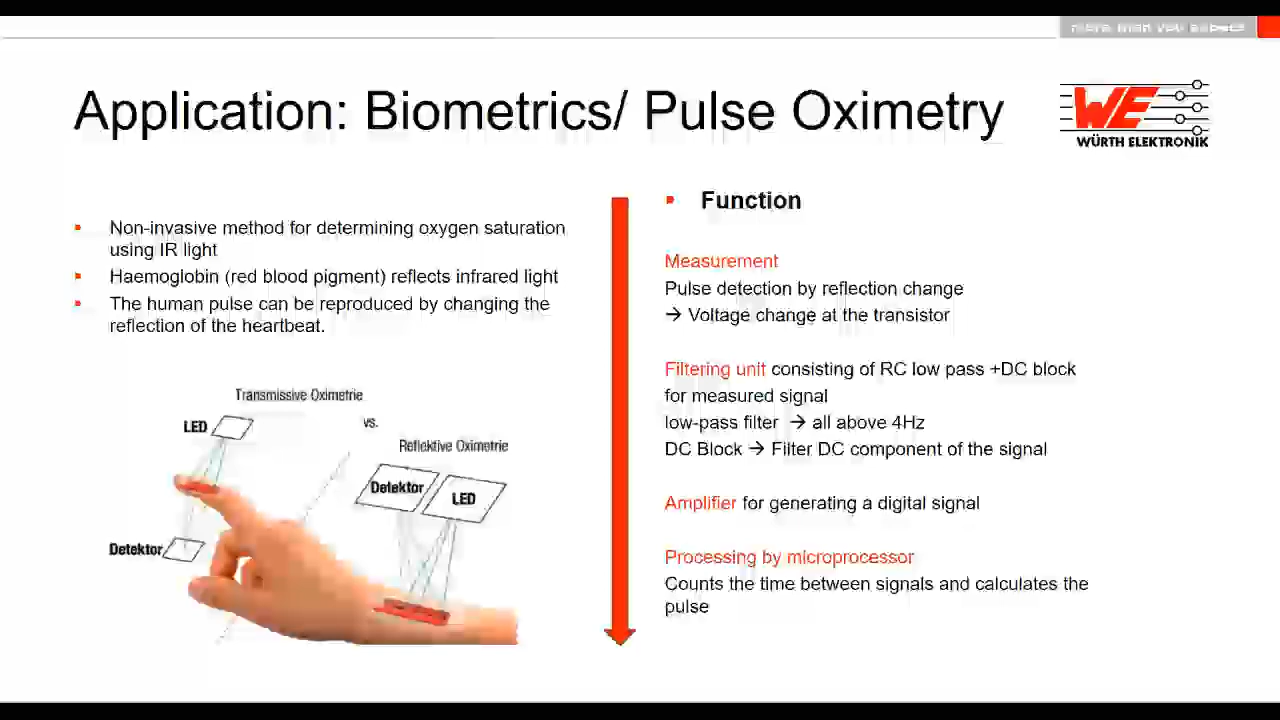 more than you expect
Application: Biometrics/ Pulse Oximetry
WE
WÜRTH ELEKTRONIK
Non-invasive method for determining oxygen saturation
using IR light
Haemoglobin (red blood pigment) reflects infrared light
The human pulse can be reproduced by changing the
reflection of the heartbeat.
Transmissive Oximetrie
vs.
Reflektive Oximetrie
LED
Detektor
Detektor
LED
Function
Measurement
Pulse detection by reflection change
→ Voltage change at the transistor
Filtering unit consisting of RC low pass +DC block
for measured signal
low-pass filter → all above 4Hz
DC Block → Filter DC component of the signal
Amplifier for generating a digital signal
Processing by microprocessor
Counts the time between signals and calculates the
pulse